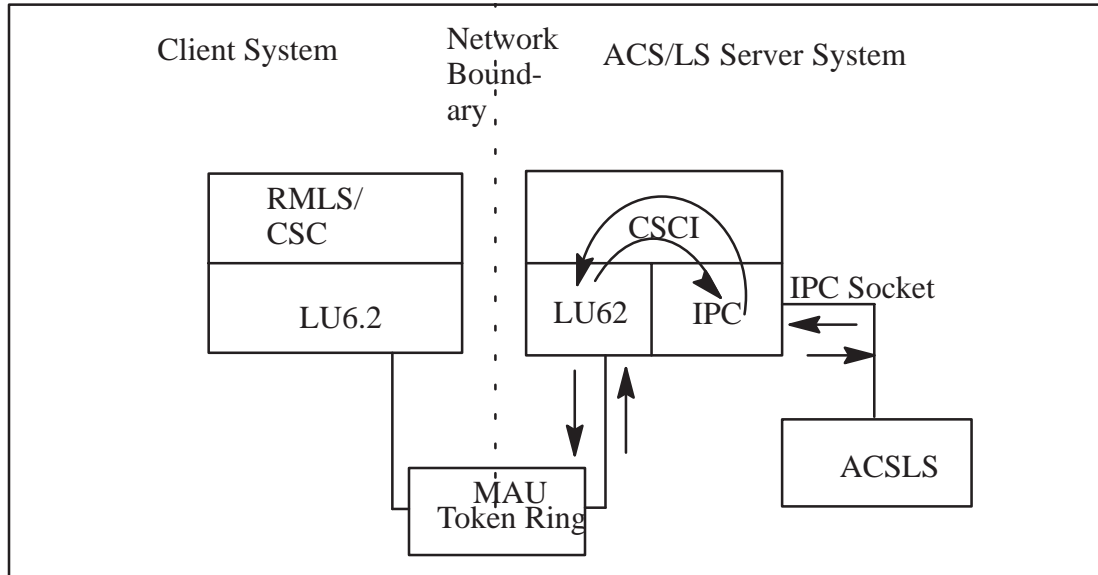 Client System
Network
Bound-
ary
ACS/LS Server System
RMLS/
CSC
LU6.2
CSCI
LU62
IPC
IPC Socket
MAU
Token Ring
ACSLS